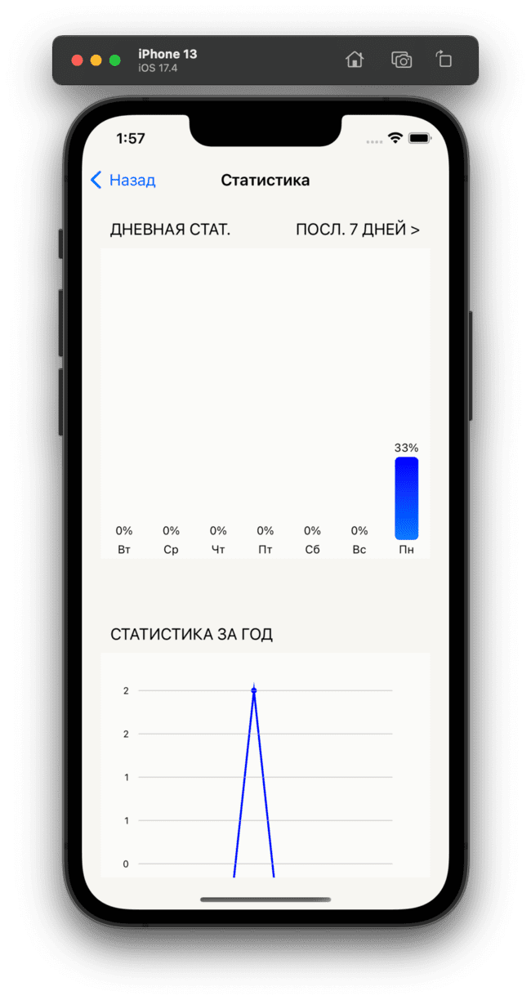 iPhone 13
iOS 17.4
1:57
Назад
Статистика
ДНЕВНАЯ СТАТ.
ПОСЛ. 7 ДНЕЙ >
33%
0% 0% 0% 0% 0% 0%
Вт Ср Чт Пт Сб Вс Пн
СТАТИСТИКА ЗА ГОД
2
2
1
1
0